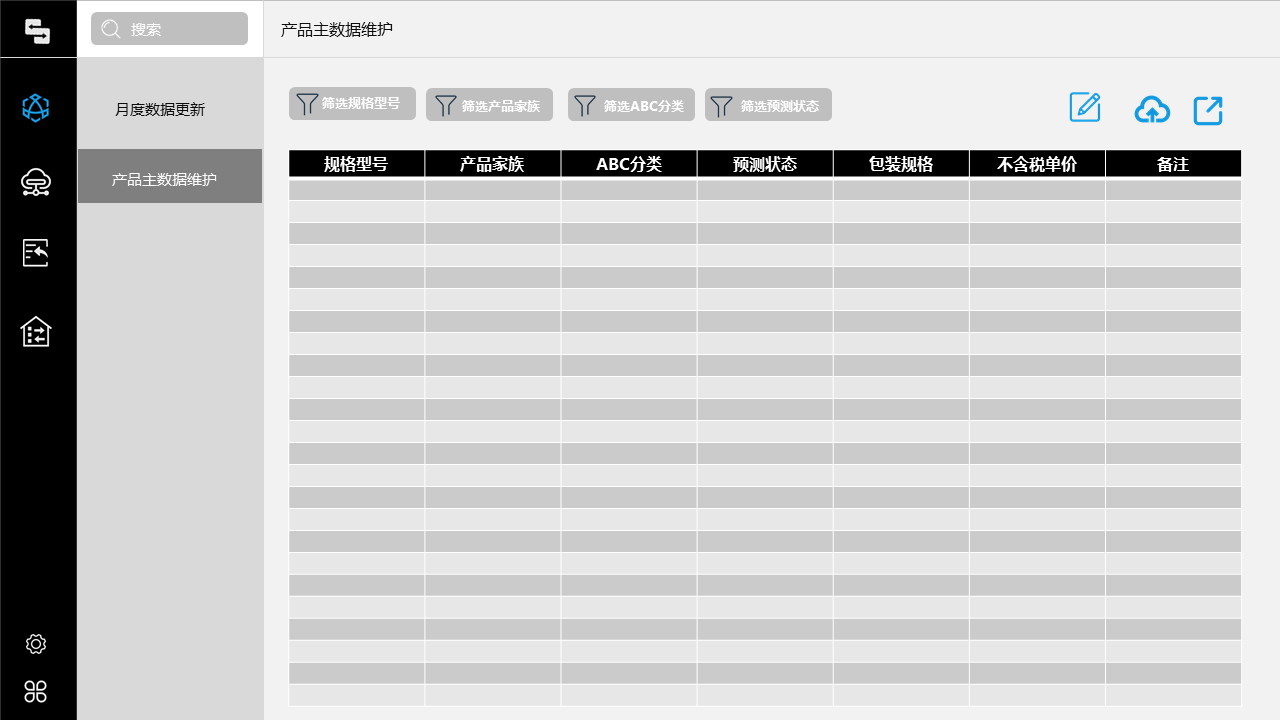 搜索
产品主数据维护
月度数据更新
产品主数据维护
筛选规格型号
筛选产品家族
筛选ABC分类
筛选预测状态
规格型号 产品家族 ABC分类 预测状态 包装规格 不含税单价 备注